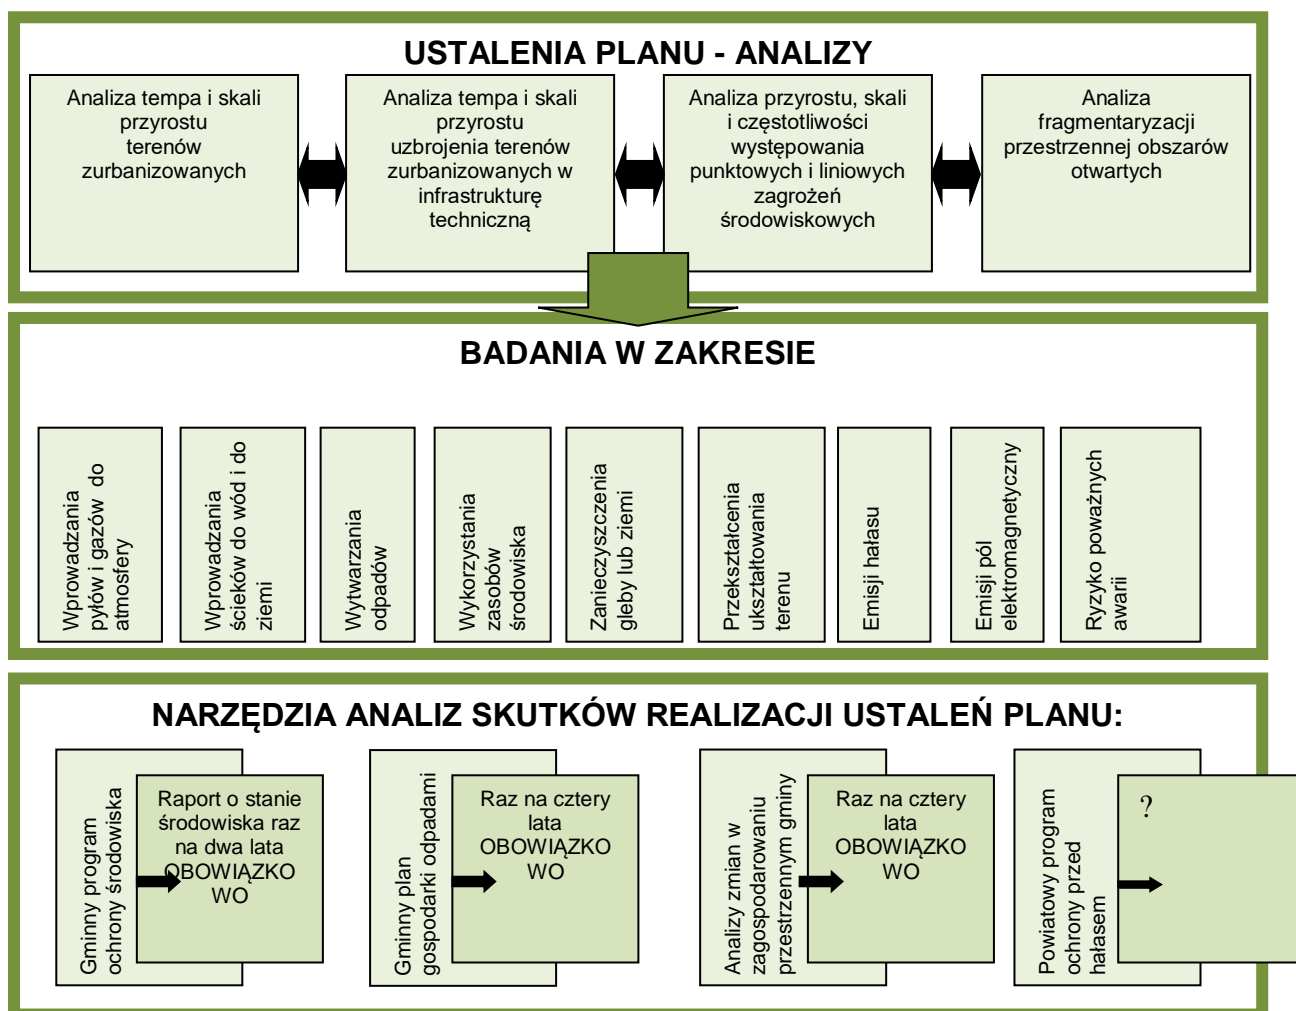 USTALENIA PLANU - ANALIZY
Analiza tempa i skali
przyrostu
terenów
zurbanizowanych
Analiza tempa i skali
przyrostu
uzbrojenia terenów
zurbanizowanych w
infrastrukturę
techniczną
Analiza przyrostu, skali
i częstotliwości
występowania
punktowych i liniowych
zagrożeń
środowiskowych
Analiza
fragmentaryzacji
przestrzennej obszarów
otwartych
BADANIA W ZAKRESIE
Wprowadzania
pyłów i gazów do
atmosfery
Wprowadzania
ścieków do wód i do
ziemi
Wytwarzania
odpadów
Wykorzystania
zasobów
środowiska
Zanieczyszczenia
gleby lub ziemi
Przekształcenia
ukształtowania
terenu
Emisji hałasu
Emisji pól
elektromagnetyczny
Ryzyko poważnych
awarii
NARZĘDZIA ANALIZ SKUTKÓW REALIZACJI USTALEŃ PLANU:
Gminny program
ochrony środowiska
Raport o stanie
środowiska raz
na dwa lata
OBOWIĄZKO
WO
Gminny plan
gospodarki odpadami
Raz na cztery
lata
OBOWIĄZKO
WO
Analizy zmian w
zagospodarowaniu
przestrzennym gminy
Raz na cztery
lata
OBOWIĄZKO
WO
Powiatowy program
ochrony przed
hałasem
?